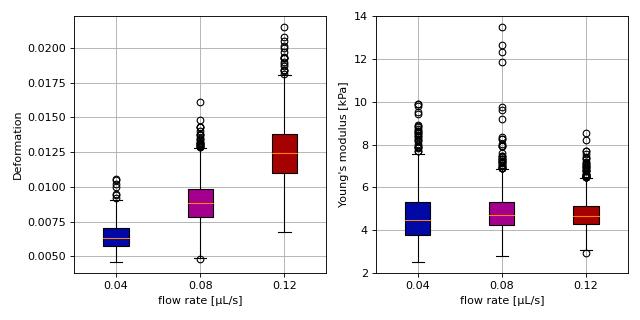 Deformation
0.0200
0.0175
0.0150
0.0125
0.0100
0.0075
0.0050
0.04 0.08 0.12
flow rate [µL/s]
Young's modulus [kPa]
14
12
10
8
6
4
2
0.04 0.08 0.12
flow rate [µL/s]